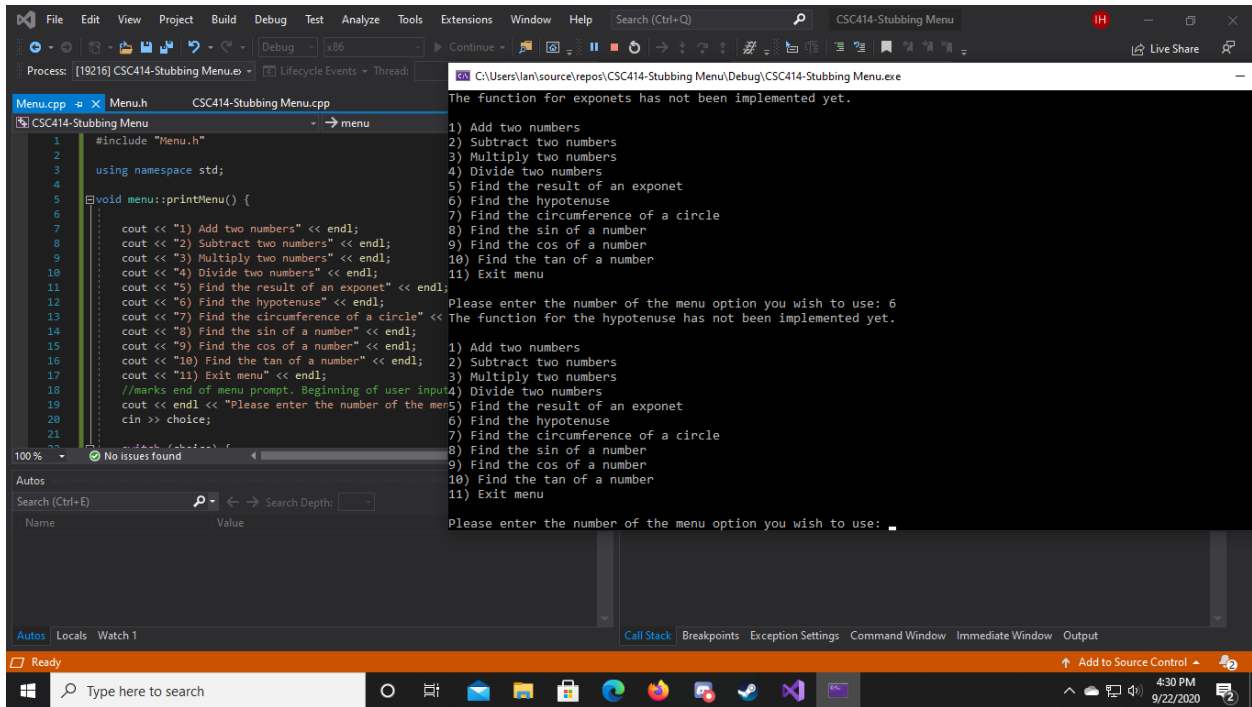 File Edit View Project Build Debug Test Analyze Tools Extensions Window Help Search (Ctrl+Q) CSC414-Stubbing Menu IH
Debug x86 Continue Live Share
Process: [19216] CSC414-Stubbing Menu.e Lifecycle Events Thread:
Menu.cpp Menu.h CSC414-Stubbing Menu.cpp
CSC414-Stubbing Menu menu
1 #include "Menu.h"
2
3 using namespace std;
4
5 void menu::printMenu() {
6
7 cout << "1) Add two numbers" << endl;
8 cout << "2) Subtract two numbers" << endl;
9 cout << "3) Multiply two numbers" << endl;
10 cout << "4) Divide two numbers" << endl;
11 cout << "5) Find the result of an exponet" << endl;
12 cout << "6) Find the hypotenuse" << endl;
13 cout << "7) Find the circumference of a circle" <<
14 cout << "8) Find the sin of a number" << endl;
15 cout << "9) Find the cos of a number" << endl;
16 cout << "10) Find the tan of a number" << endl;
17 cout << "11) Exit menu" << endl;
18 //marks end of menu prompt. Beginning of user input
19 cout << endl << "Please enter the number of the men
20 cin >> choice;
21
22 switch (choice) {
100 % No issues found
C:\Users\Ian\source\repos\CSC414-Stubbing Menu\Debug\CSC414-Stubbing Menu.exe
The function for exponets has not been implemented yet.
1) Add two numbers
2) Subtract two numbers
3) Multiply two numbers
4) Divide two numbers
5) Find the result of an exponet
6) Find the hypotenuse
7) Find the circumference of a circle
8) Find the sin of a number
9) Find the cos of a number
10) Find the tan of a number
11) Exit menu
Please enter the number of the menu option you wish to use: 6
The function for the hypotenuse has not been implemented yet.
1) Add two numbers
2) Subtract two numbers
3) Multiply two numbers
4) Divide two numbers
5) Find the result of an exponet
6) Find the hypotenuse
7) Find the circumference of a circle
8) Find the sin of a number
9) Find the cos of a number
10) Find the tan of a number
11) Exit menu
Please enter the number of the menu option you wish to use:
Autos
Search (Ctrl+E) Search Depth:
Name Value
Autos Locals Watch 1
Call Stack Breakpoints Exception Settings Command Window Immediate Window Output
Ready Add to Source Control 2
Type here to search
4:30 PM
9/22/2020 2